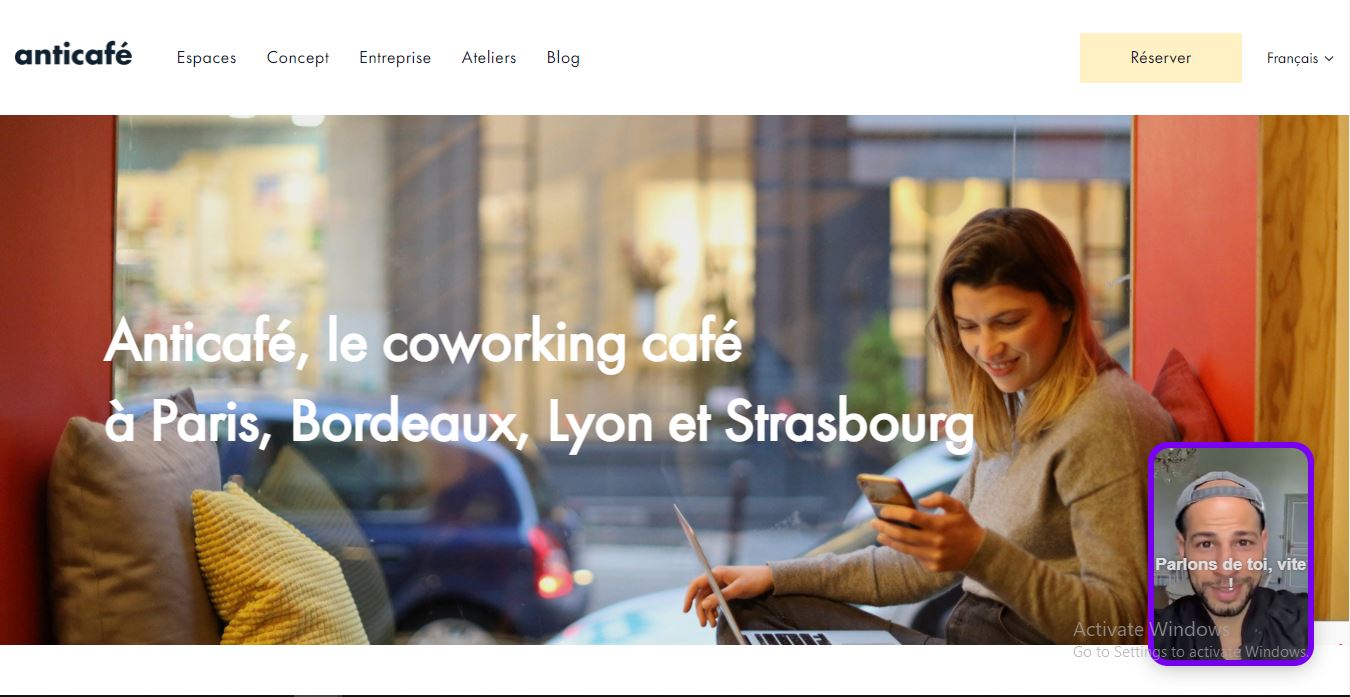 anticafé
Espaces
Concept
Entreprise
Ateliers
Blog
Réserver
Français
Anticafé, le coworking café
à Paris, Bordeaux, Lyon et Strasbourg
Parlons de toi, vite
!
Activate Windows
Go to Settings to activate Windows.